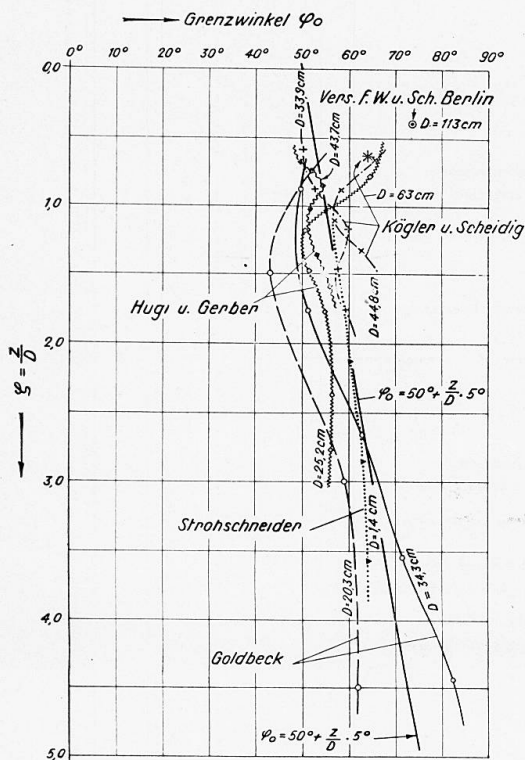 Grenzwinkel φ₀
0° 10° 20° 30° 40° 50° 60° 70° 80° 90°
0,0
Vers. F. W. u. Sch. Berlin
D = 113 cm
D = 33,9 cm
D = 43,7 cm
D = 63 cm
1,0
Kögler u. Scheidig
D = 44,8 cm
Hugi u. Gerber
2,0
ζ = z/D
φ₀ = 50° + z/D · 5°
D = 25,2 cm
3,0
Strohschneider
D = 14 cm
D = 34,3 cm
D = 20,3 cm
4,0
Goldbeck
φ₀ = 50° + z/D · 5°
5,0